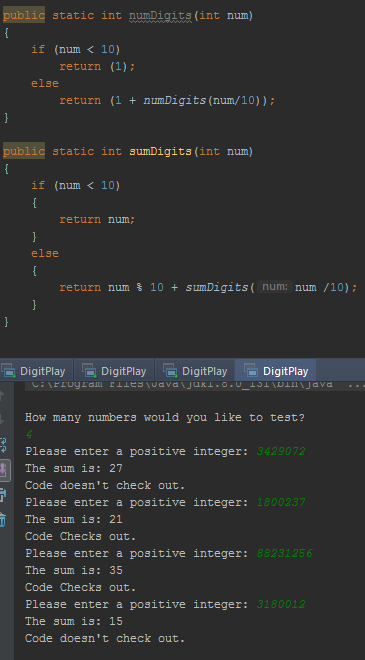 public static int numDigits(int num)
{
if (num < 10)
return (1);
else
return (1 + numDigits(num/10));
}
public static int sumDigits(int num)
{
if (num < 10)
{
return num;
}
else
{
return num % 10 + sumDigits( num: num /10);
}
}
DigitPlay DigitPlay DigitPlay DigitPlay
C:\Program Files\Java\jdk1.8.0_131\bin\java ...
How many numbers would you like to test?
4
Please enter a positive integer: 3429072
The sum is: 27
Code doesn't check out.
Please enter a positive integer: 1800237
The sum is: 21
Code Checks out.
Please enter a positive integer: 88231256
The sum is: 35
Code Checks out.
Please enter a positive integer: 3180012
The sum is: 15
Code doesn't check out.